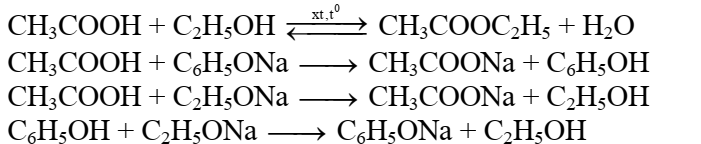 CH₃COOH + C₂H₅OH xt,t⁰ ⇌ CH₃COOC₂H₅ + H₂O
CH₃COOH + C₆H₅ONa ⟶ CH₃COONa + C₆H₅OH
CH₃COOH + C₂H₅ONa ⟶ CH₃COONa + C₂H₅OH
C₆H₅OH + C₂H₅ONa ⟶ C₆H₅ONa + C₂H₅OH